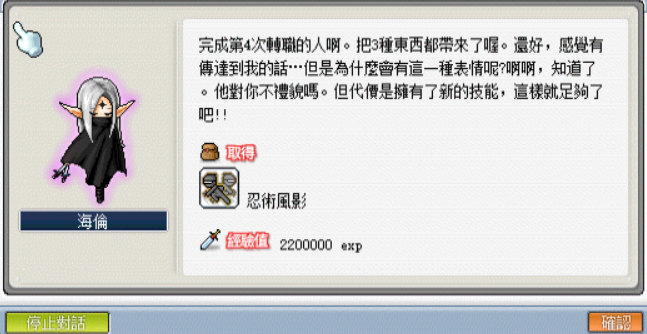 完成第4次轉職的人啊。把3種東西都帶來了喔。還好，感覺有
傳達到我的話…但是為什麼會有這一種表情呢?啊啊，知道了
。他對你不禮貌嗎。但代價是擁有了新的技能，這樣就足夠了
吧!!
取得
忍術風影
經驗值 2200000 exp
海倫
停止對話
確認